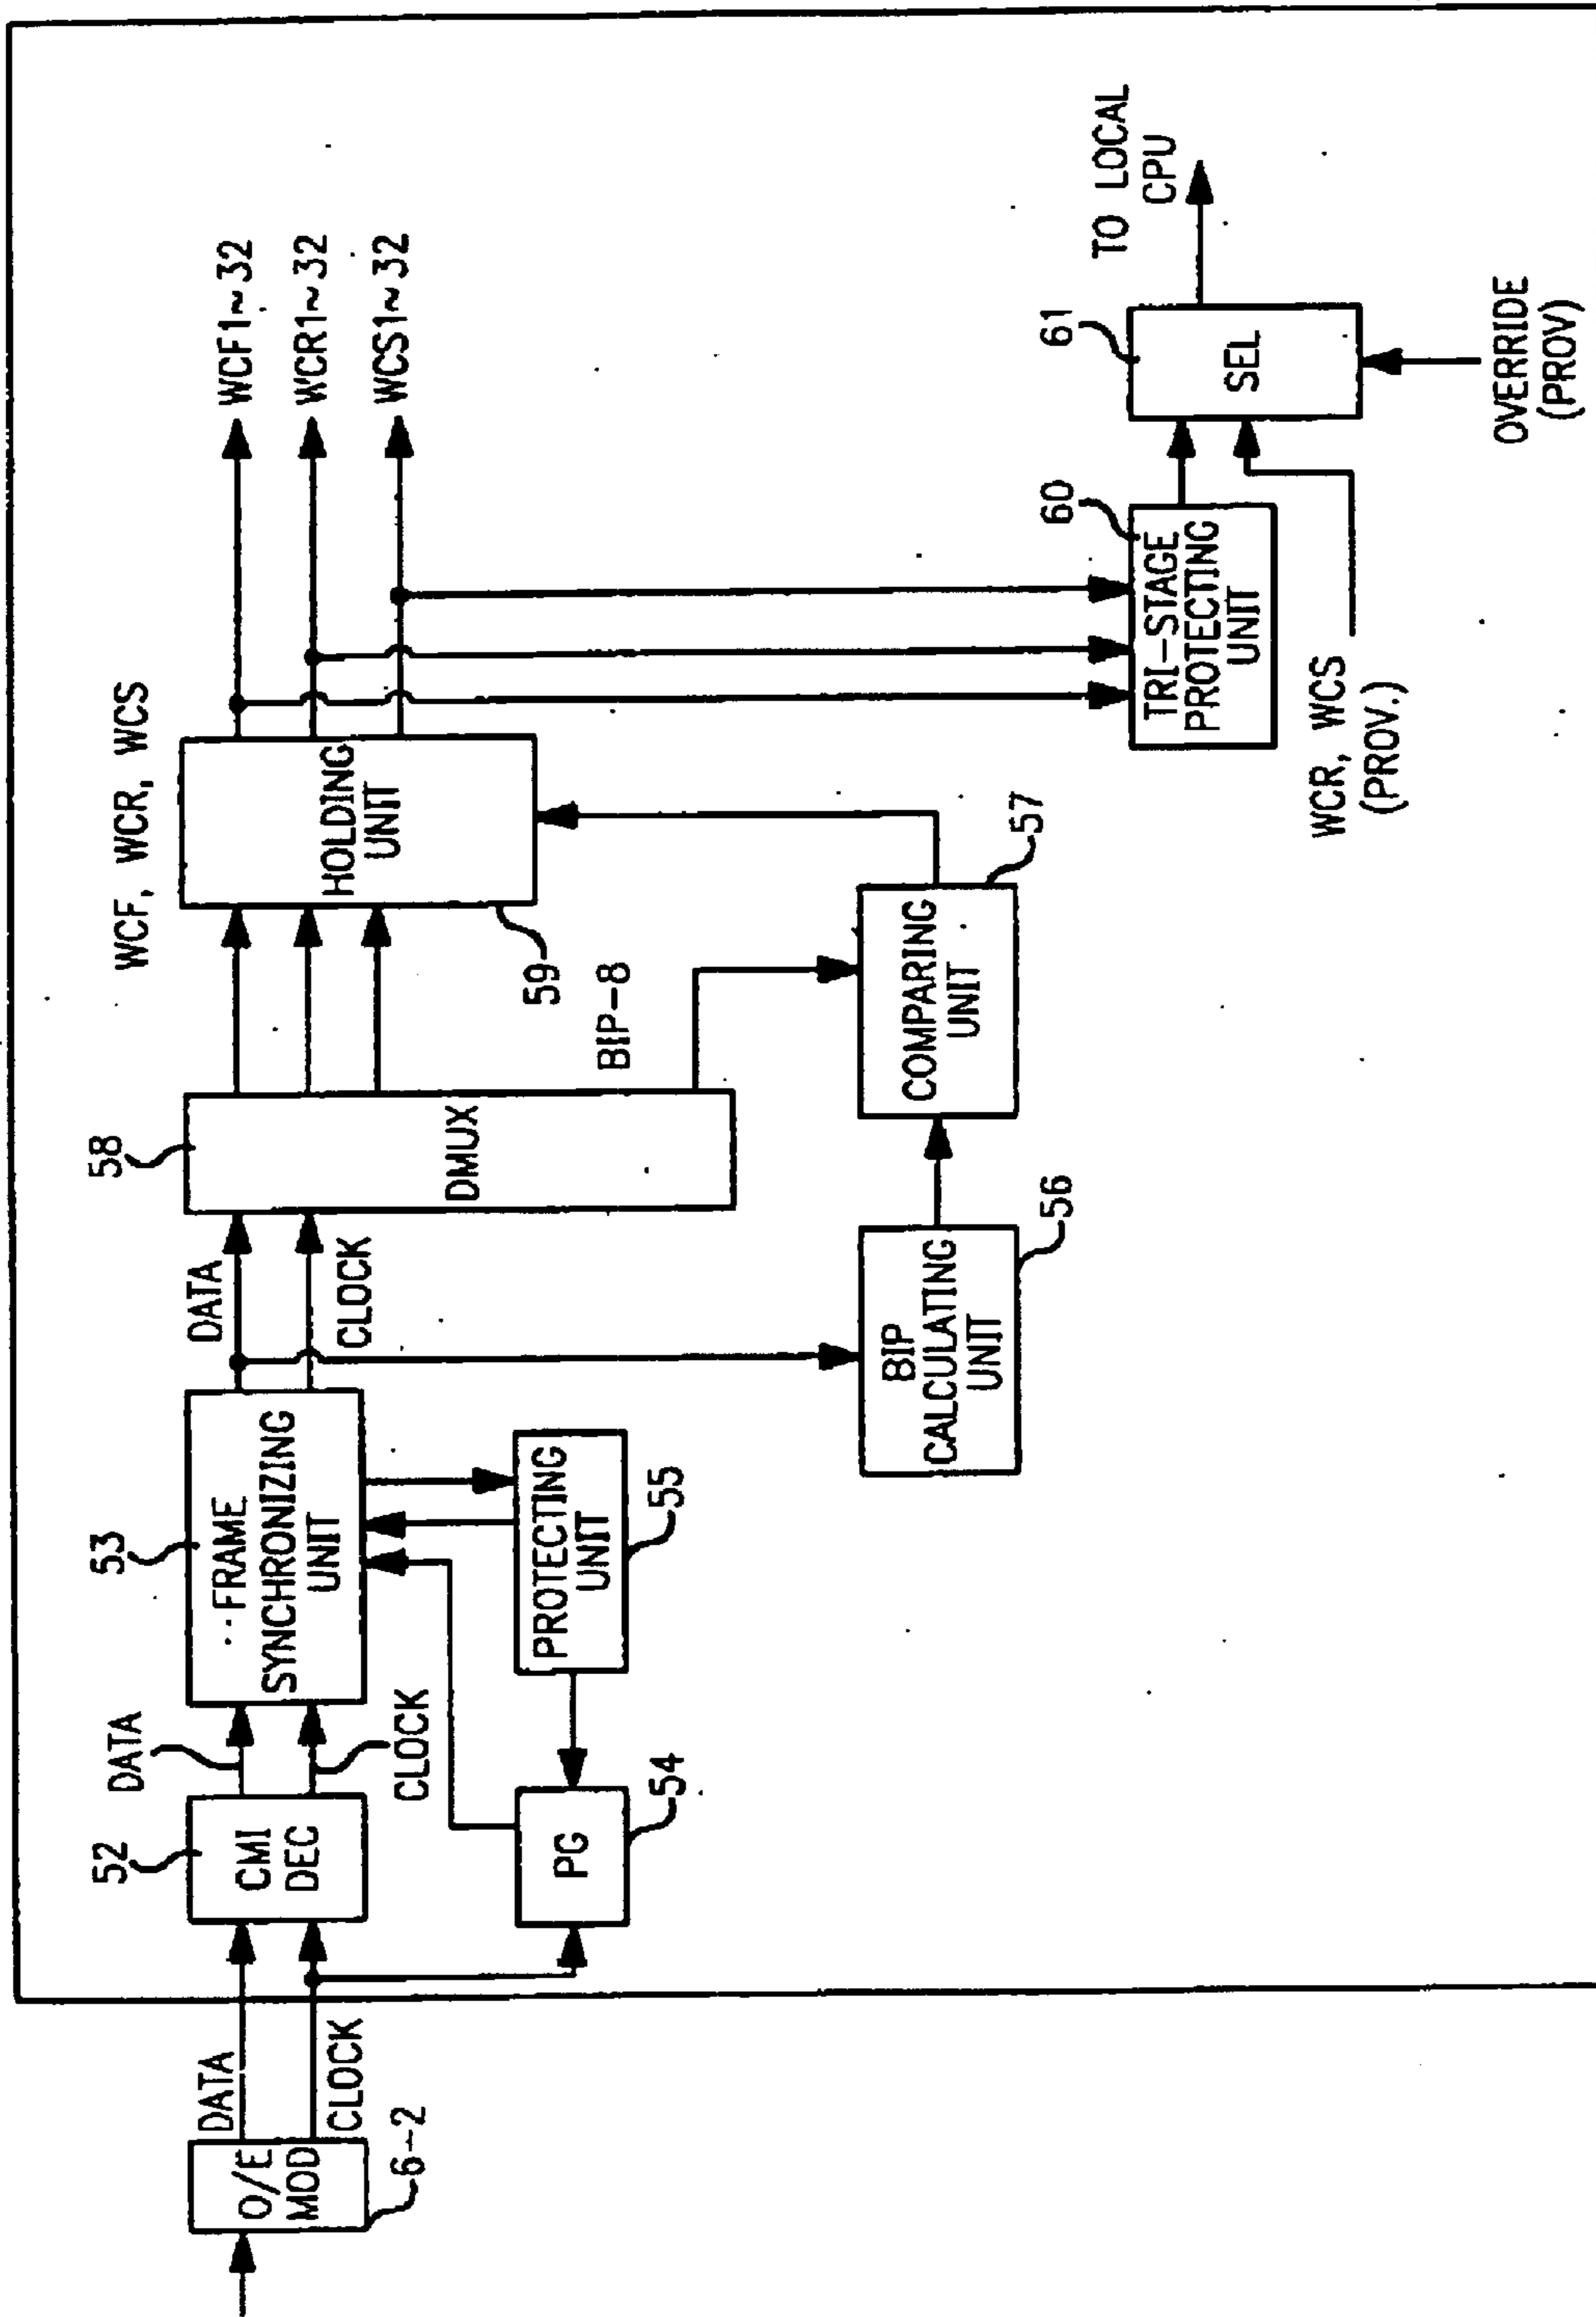 O/E
MOD
6-2
DATA
CLOCK
52
CMI
DEC
DATA
CLOCK
53
FRAME
SYNCHRONIZING
UNIT
PG
54
PROTECTING
UNIT
55
DATA
CLOCK
BIP
CALCULATING
UNIT
56
58
DMUX
BIP-8
COMPARING
UNIT
57
WCF, WCR, WCS
HOLDING
UNIT
59
WCF1~32
WCR1~32
WCS1~32
60
TRI-STAGE
PROTECTING
UNIT
WCR, WCS
(PROV.)
61
SEL
OVERRIDE
(PROV)
TO LOCAL
CPU